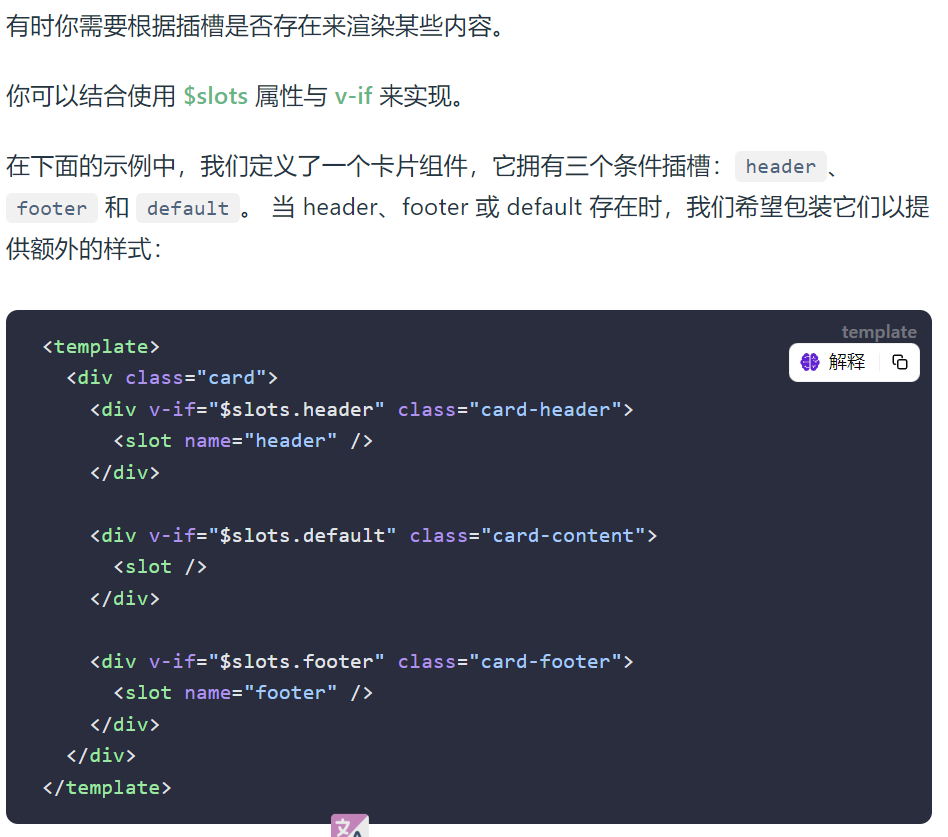 有时你需要根据插槽是否存在来渲染某些内容。
你可以结合使用 $slots 属性与 v-if 来实现。
在下面的示例中，我们定义了一个卡片组件，它拥有三个条件插槽：header、
footer 和 default。 当 header、footer 或 default 存在时，我们希望包装它们以提
供额外的样式：
template
解释
<template>
  <div class="card">
    <div v-if="$slots.header" class="card-header">
      <slot name="header" />
    </div>

    <div v-if="$slots.default" class="card-content">
      <slot />
    </div>

    <div v-if="$slots.footer" class="card-footer">
      <slot name="footer" />
    </div>
  </div>
</template>
文A